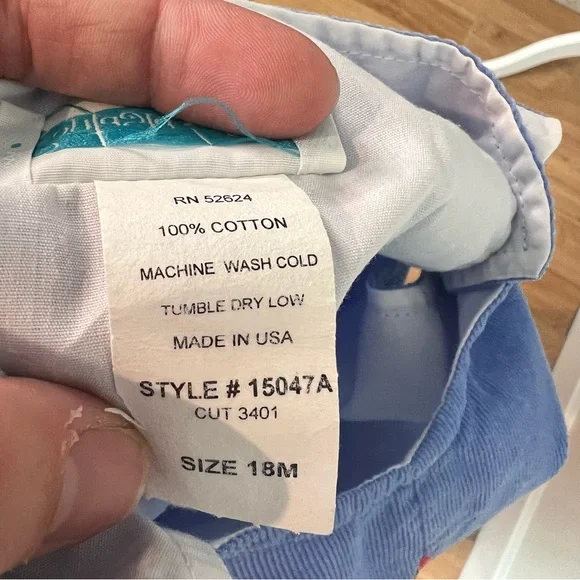 RN 52624
100% COTTON
MACHINE WASH COLD
TUMBLE DRY LOW
MADE IN USA
STYLE # 15047A
CUT 3401
SIZE 18M